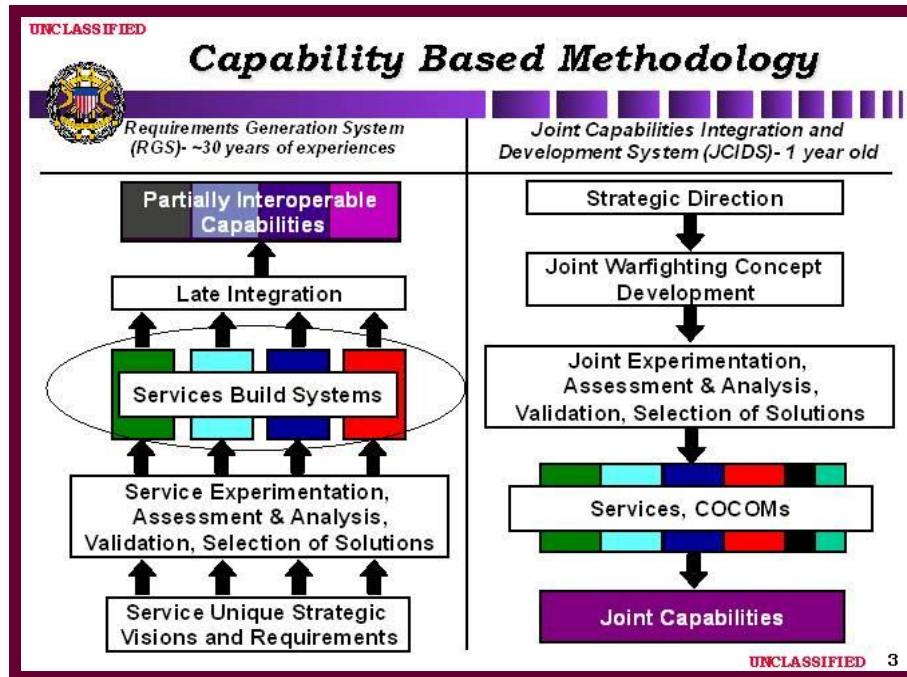 UNCLASSIFIED
Capability Based Methodology
Requirements Generation System
(RGS)- ~30 years of experiences
Partially Interoperable
Capabilities
Late Integration
Services Build Systems
Service Experimentation,
Assessment & Analysis,
Validation, Selection of Solutions
Service Unique Strategic
Visions and Requirements
Joint Capabilities Integration and
Development System (JCIDS)- 1 year old
Strategic Direction
Joint Warfighting Concept
Development
Joint Experimentation,
Assessment & Analysis,
Validation, Selection of Solutions
Services, COCOMs
Joint Capabilities
UNCLASSIFIED 3